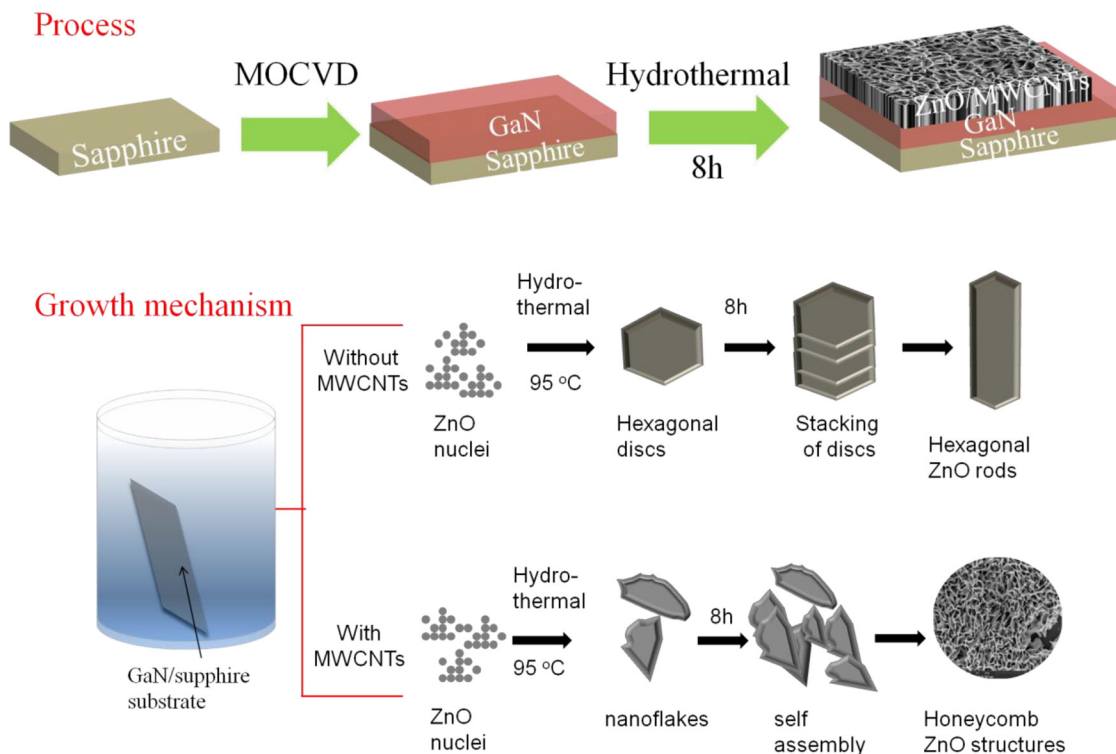 Process
MOCVD
Hydrothermal
8h
Sapphire
GaN
Sapphire
ZnO/MWCNTs
GaN
Sapphire
Growth mechanism
Without
MWCNTs
ZnO
nuclei
Hydro-
thermal
95 °C
Hexagonal
discs
8h
Stacking
of discs
Hexagonal
ZnO rods
GaN/supphire
substrate
With
MWCNTs
ZnO
nuclei
Hydro-
thermal
95 °C
nanoflakes
8h
self
assembly
Honeycomb
ZnO structures